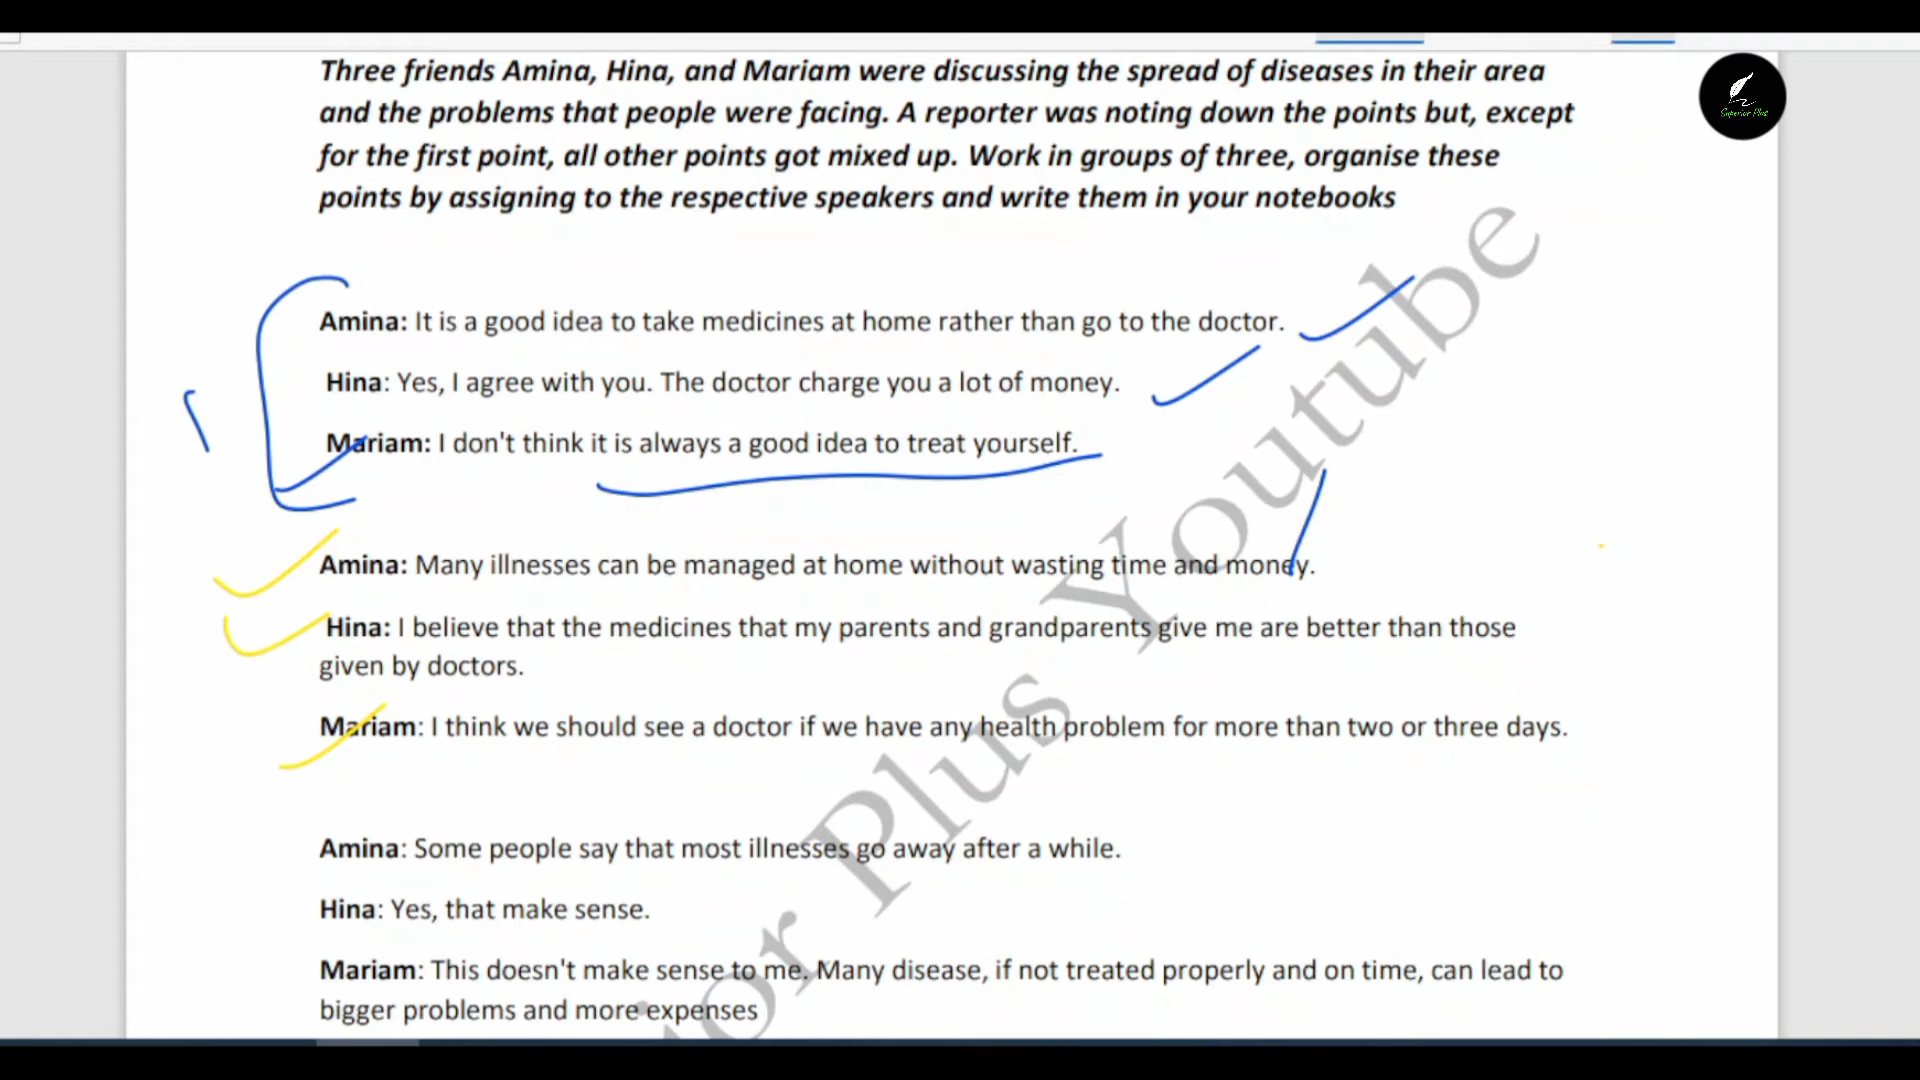 Three friends Amina, Hina, and Mariam were discussing the spread of diseases in their area
and the problems that people were facing. A reporter was noting down the points but, except
for the first point, all other points got mixed up. Work in groups of three, organise these
points by assigning to the respective speakers and write them in your notebooks
Superior Plus
Amina: It is a good idea to take medicines at home rather than go to the doctor.
Hina: Yes, I agree with you. The doctor charge you a lot of money.
Mariam: I don't think it is always a good idea to treat yourself.
Amina: Many illnesses can be managed at home without wasting time and money.
Hina: I believe that the medicines that my parents and grandparents give me are better than those
given by doctors.
Mariam: I think we should see a doctor if we have any health problem for more than two or three days.
Amina: Some people say that most illnesses go away after a while.
Hina: Yes, that make sense.
Mariam: This doesn't make sense to me. Many disease, if not treated properly and on time, can lead to
bigger problems and more expenses
ior Plus Youtube